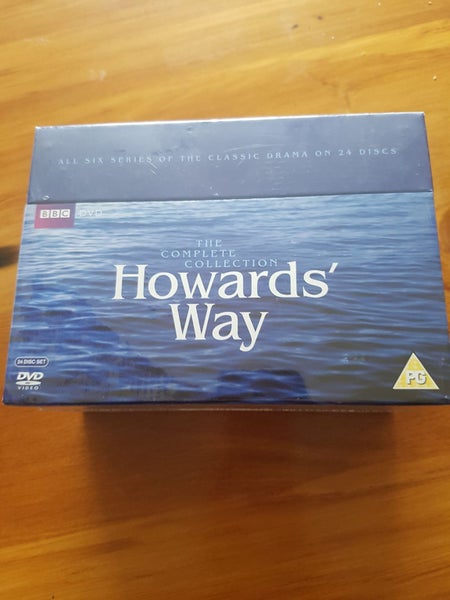 ALL SIX SERIES OF THE CLASSIC DRAMA ON 24 DISCS
BBC DVD
THE
COMPLETE
COLLECTION
Howards'
Way
24 DISC SET
DVD
VIDEO
PG